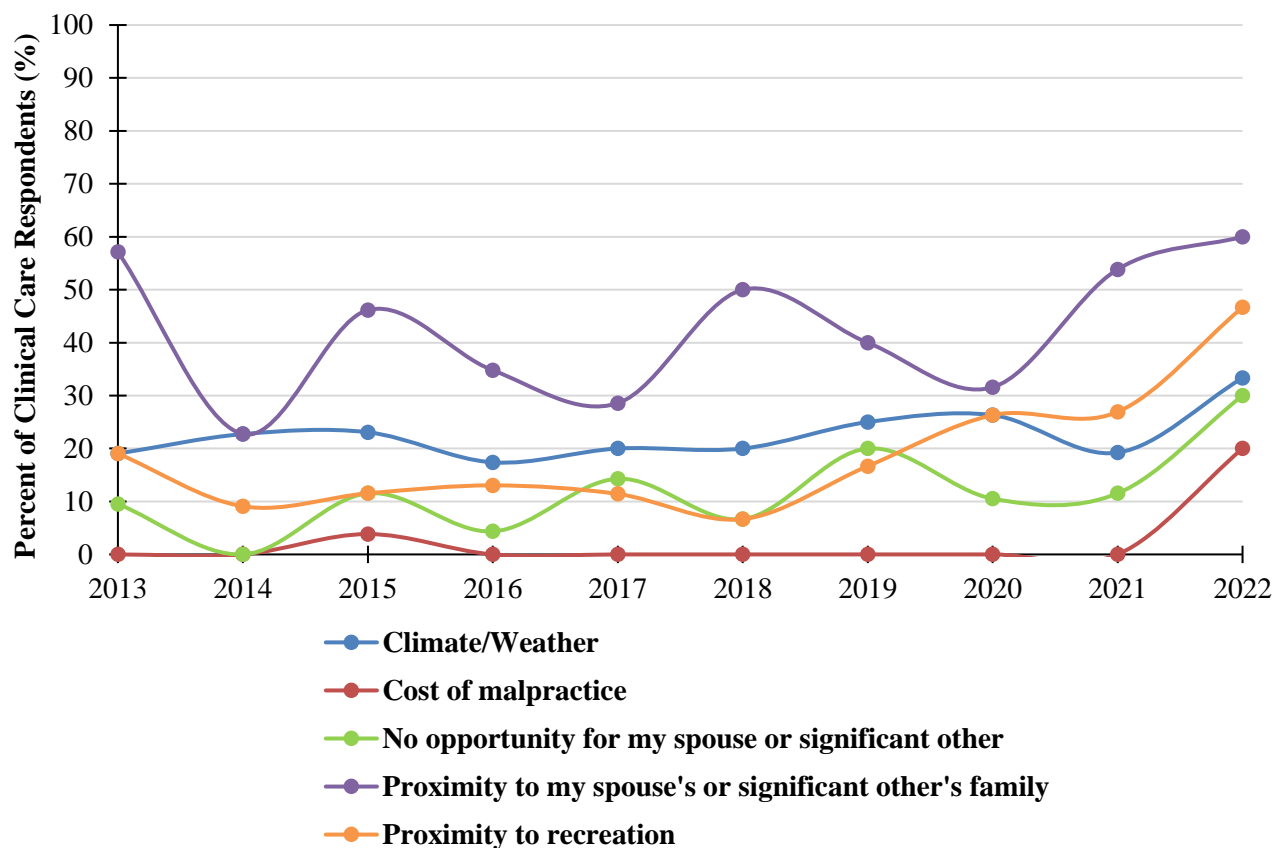 Percent of Clinical Care Respondents (%)
100
90
80
70
60
50
40
30
20
10
0
2013 2014 2015 2016 2017 2018 2019 2020 2021 2022
Climate/Weather
Cost of malpractice
No opportunity for my spouse or significant other
Proximity to my spouse's or significant other's family
Proximity to recreation